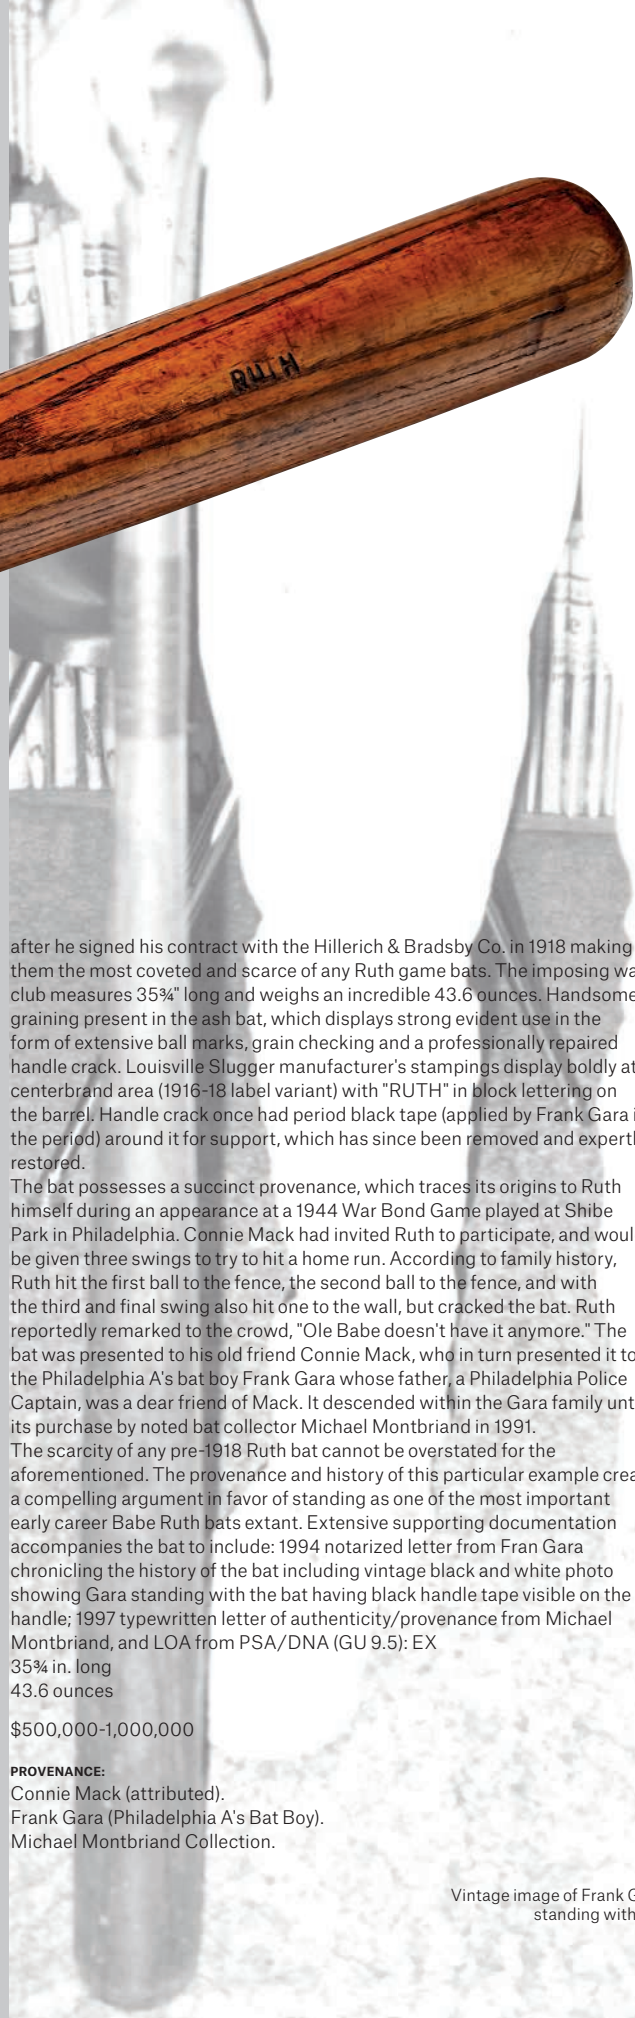 RUTH
after he signed his contract with the Hillerich & Bradsby Co. in 1918 making
them the most coveted and scarce of any Ruth game bats. The imposing
club measures 35¾" long and weighs an incredible 43.6 ounces. Handsome
graining present in the ash bat, which displays strong evident use in the
form of extensive ball marks, grain checking and a professionally repaired
handle crack. Louisville Slugger manufacturer's stampings display boldly at
centerbrand area (1916-18 label variant) with "RUTH" in block lettering on
the barrel. Handle crack once had period black tape (applied by Frank Gara
the period) around it for support, which has since been removed and
restored.
The bat possesses a succinct provenance, which traces its origins to Ruth
himself during an appearance at a 1944 War Bond Game played at Shibe
Park in Philadelphia. Connie Mack had invited Ruth to participate, and
be given three swings to try to hit a home run. According to family history,
Ruth hit the first ball to the fence, the second ball to the fence, and with
the third and final swing also hit one to the wall, but cracked the bat. Ruth
reportedly remarked to the crowd, "Ole Babe doesn't have it anymore." The
bat was presented to his old friend Connie Mack, who in turn presented it to
the Philadelphia A's bat boy Frank Gara whose father, a Philadelphia Police
Captain, was a dear friend of Mack. It descended within the Gara family
its purchase by noted bat collector Michael Montbriand in 1991.
The scarcity of any pre-1918 Ruth bat cannot be overstated for the
aforementioned. The provenance and history of this particular example
a compelling argument in favor of standing as one of the most important
early career Babe Ruth bats extant. Extensive supporting documentation
accompanies the bat to include: 1994 notarized letter from Fran Gara
chronicling the history of the bat including vintage black and white photo
showing Gara standing with the bat having black handle tape visible on the
handle; 1997 typewritten letter of authenticity/provenance from Michael
Montbriand, and LOA from PSA/DNA (GU 9.5): EX
35¾ in. long
43.6 ounces
$500,000-1,000,000
PROVENANCE:
Connie Mack (attributed).
Frank Gara (Philadelphia A's Bat Boy).
Michael Montbriand Collection.
Vintage image of Frank
standing with